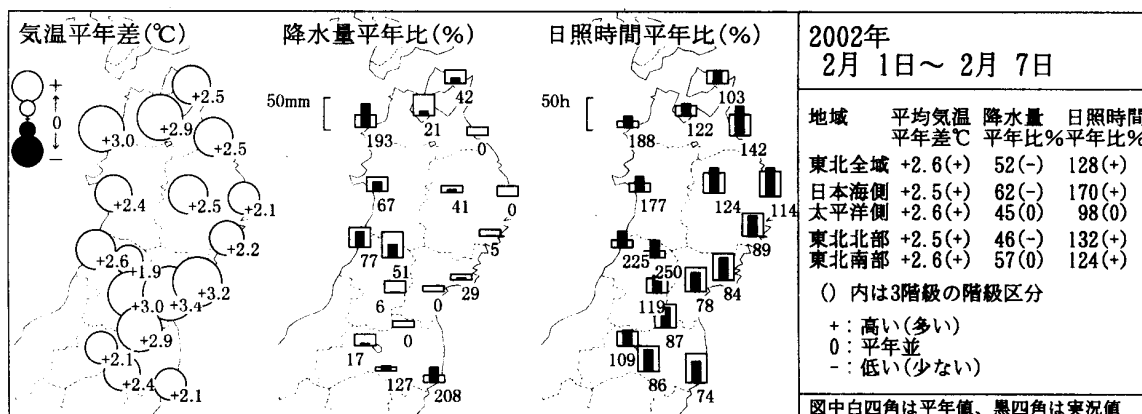 気温平年差(℃)
+
↑
0
↓
-
+2.5
+2.9
+3.0
+2.5
+2.4
+2.5
+2.1
+2.2
+2.6
+1.9
+3.2
+3.0
+3.4
+2.9
+2.1
+2.4
+2.1
降水量平年比(%)
50mm
42
21
193
0
67
41
0
5
77
51
29
6
0
0
17
127
208
日照時間平年比(%)
50h
103
122
188
142
177
124
114
89
225
250
84
119
78
87
109
86
74
2002年
2月 1日～ 2月 7日
地域 平均気温 降水量 日照時間
平年差℃ 平年比% 平年比%
東北全域 +2.6(+) 52(-) 128(+)
日本海側 +2.5(+) 62(-) 170(+)
太平洋側 +2.6(+) 45(0) 98(0)
東北北部 +2.5(+) 46(-) 132(+)
東北南部 +2.6(+) 57(0) 124(+)
() 内は3階級の階級区分
+：高い(多い)
0：平年並
-：低い(少ない)
図中白四角は平年値、黒四角は実況値